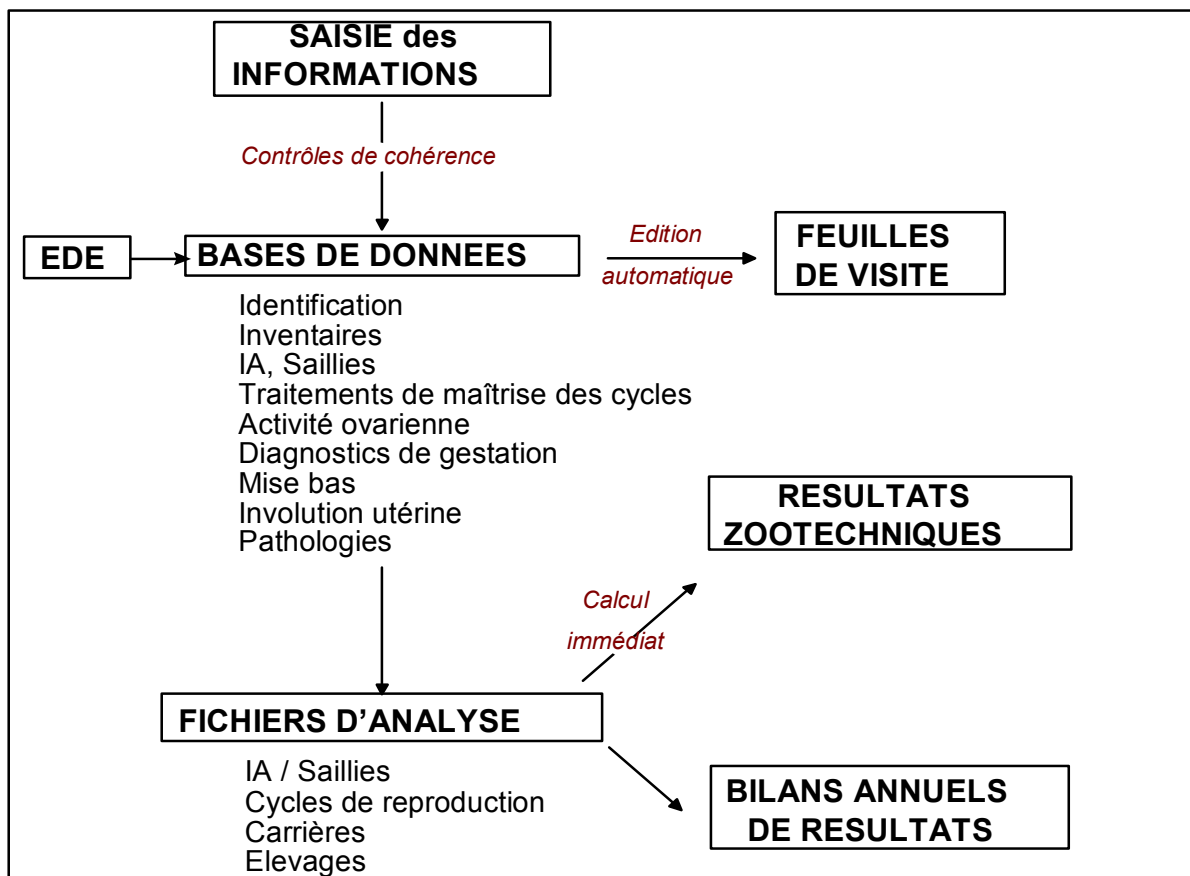 SAISIE des
INFORMATIONS
Contrôles de cohérence
EDE
BASES DE DONNEES
Edition
automatique
FEUILLES
DE VISITE
Identification
Inventaires
IA, Saillies
Traitements de maîtrise des cycles
Activité ovarienne
Diagnostics de gestation
Mise bas
Involution utérine
Pathologies
RESULTATS
ZOOTECHNIQUES
Calcul
immédiat
FICHIERS D’ANALYSE
IA / Saillies
Cycles de reproduction
Carrières
Elevages
BILANS ANNUELS
DE RESULTATS